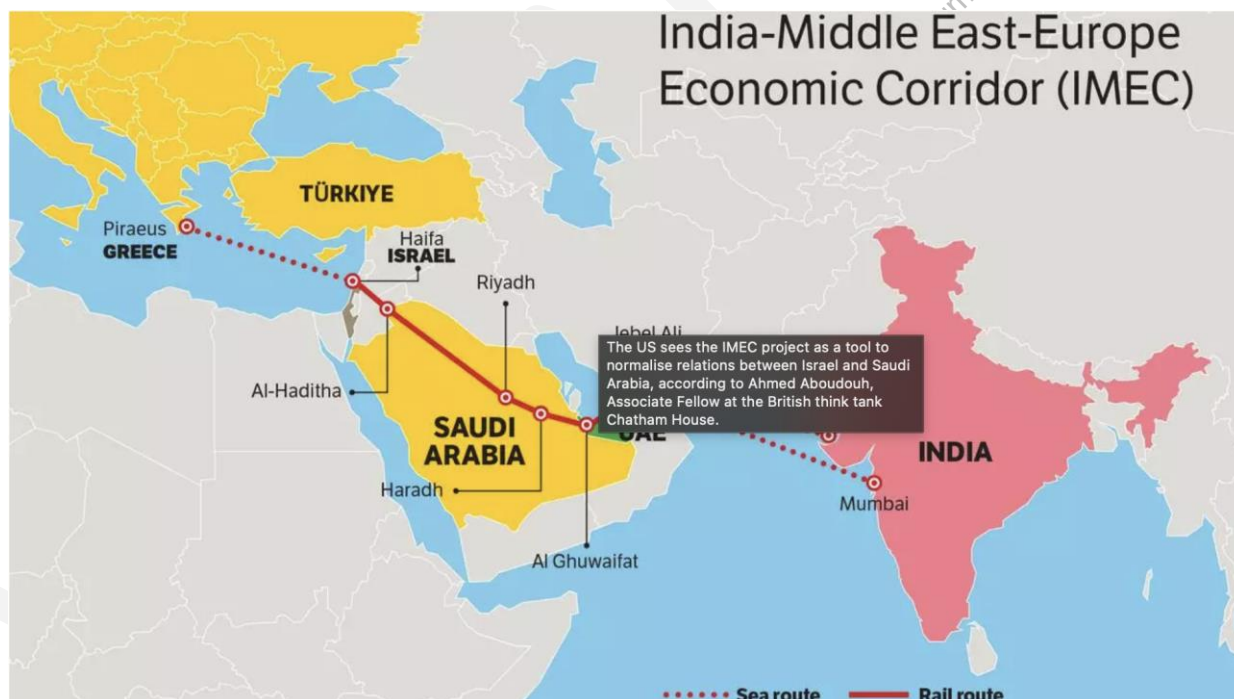 India-Middle East-Europe
Economic Corridor (IMEC)
TÜRKIYE
Piraeus
GREECE
Haifa
ISRAEL
Riyadh
Jebel Ali
The US sees the IMEC project as a tool to
normalise relations between Israel and Saudi
Arabia, according to Ahmed Aboudouh,
Associate Fellow at the British think tank
Chatham House.
Al-Haditha
SAUDI
ARABIA
UAE
INDIA
Haradh
Mumbai
Al Ghuwaifat
Sea route
Rail route